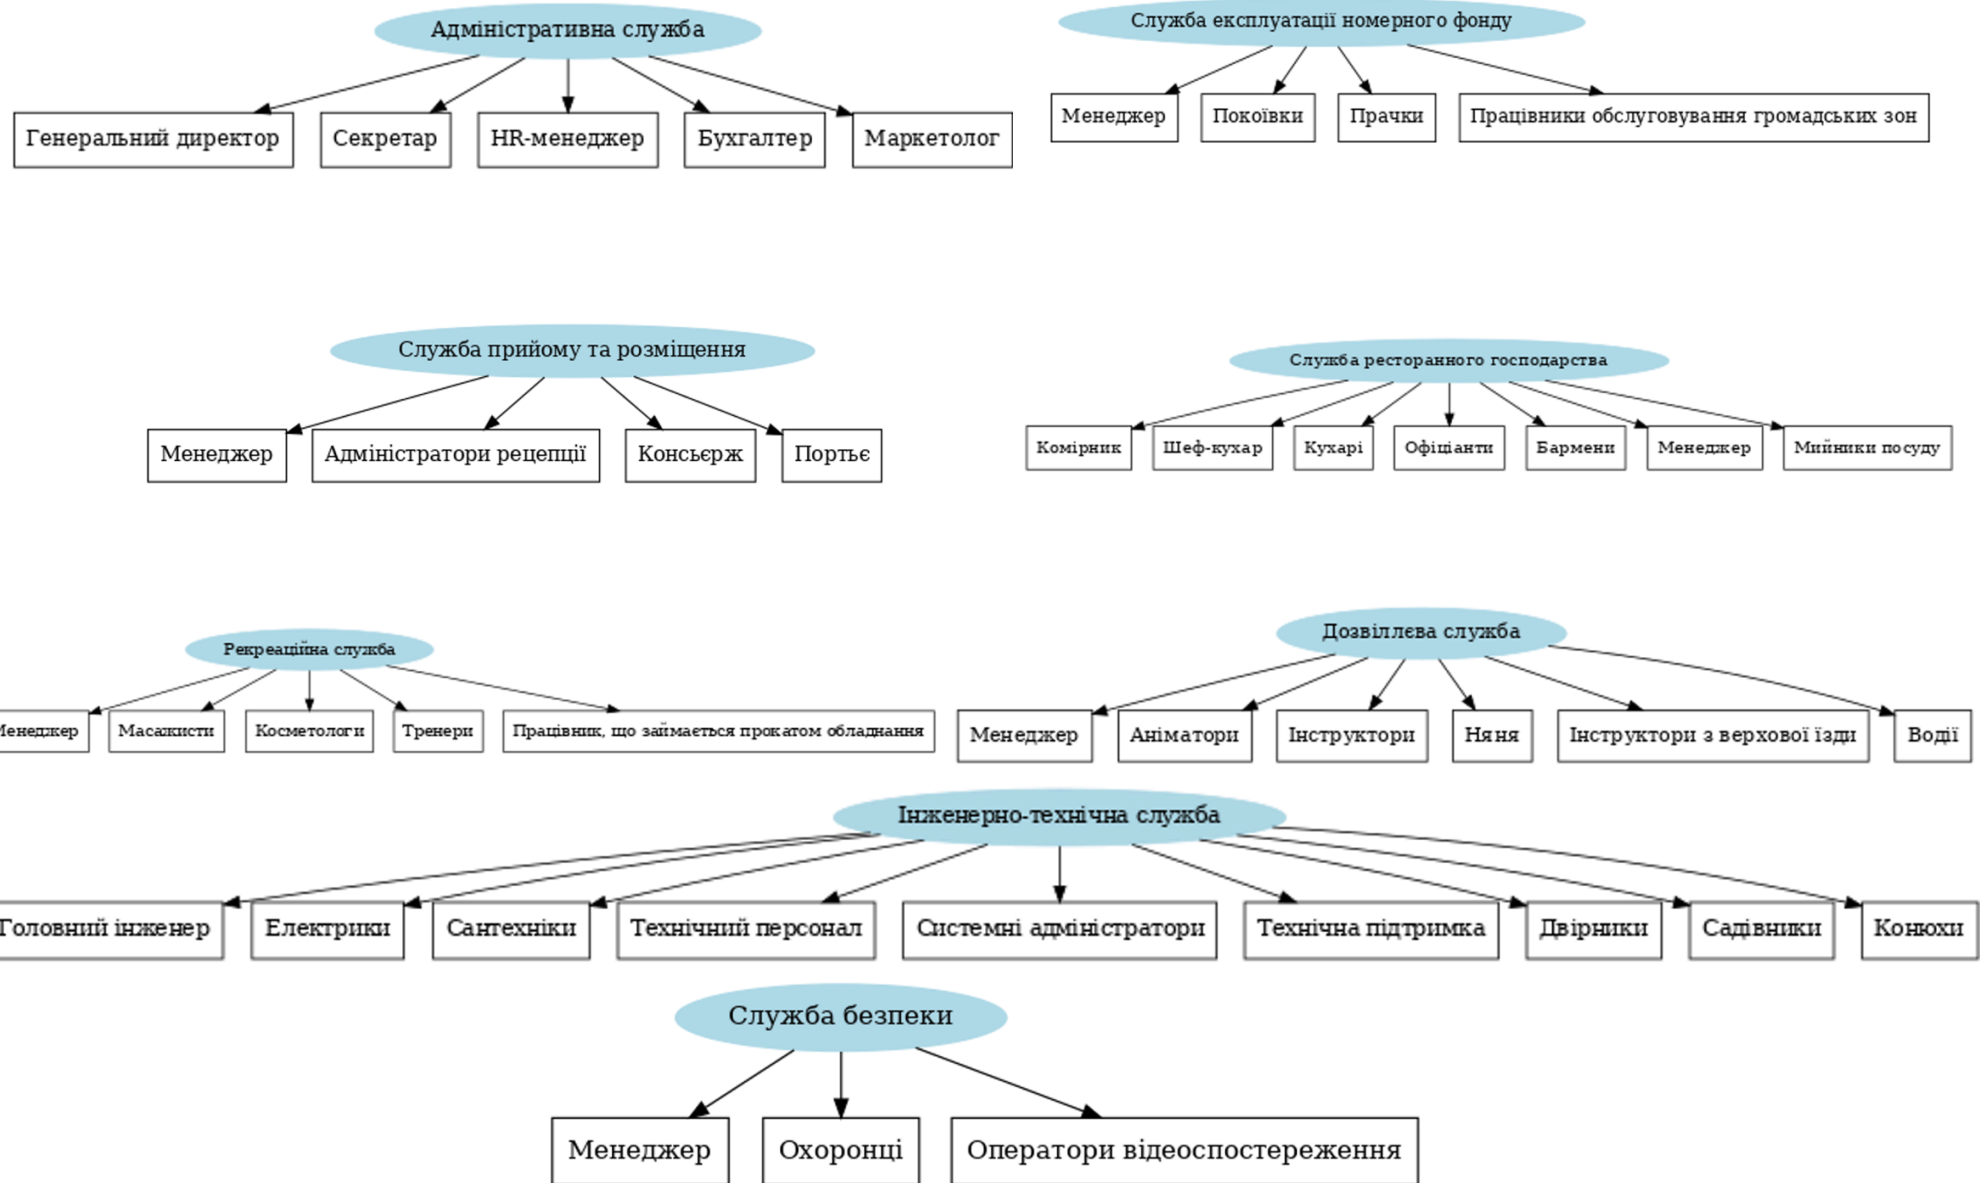 Адміністративна служба
Генеральний директор
Секретар
HR-менеджер
Бухгалтер
Маркетолог
Служба експлуатації номерного фонду
Менеджер
Покоївки
Прачки
Працівники обслуговування громадських зон
Служба прийому та розміщення
Менеджер
Адміністратори рецепції
Консьєрж
Портьє
Служба ресторанного господарства
Комірник
Шеф-кухар
Кухарі
Офіціанти
Бармени
Менеджер
Мийники посуду
Рекреаційна служба
Менеджер
Масажисти
Косметологи
Тренери
Працівник, що займається прокатом обладнання
Дозвіллєва служба
Менеджер
Аніматори
Інструктори
Няня
Інструктори з верхової їзди
Водії
Інженерно-технічна служба
Головний інженер
Електрики
Сантехніки
Технічний персонал
Системні адміністратори
Технічна підтримка
Двірники
Садівники
Конюхи
Служба безпеки
Менеджер
Охоронці
Оператори відеоспостереження